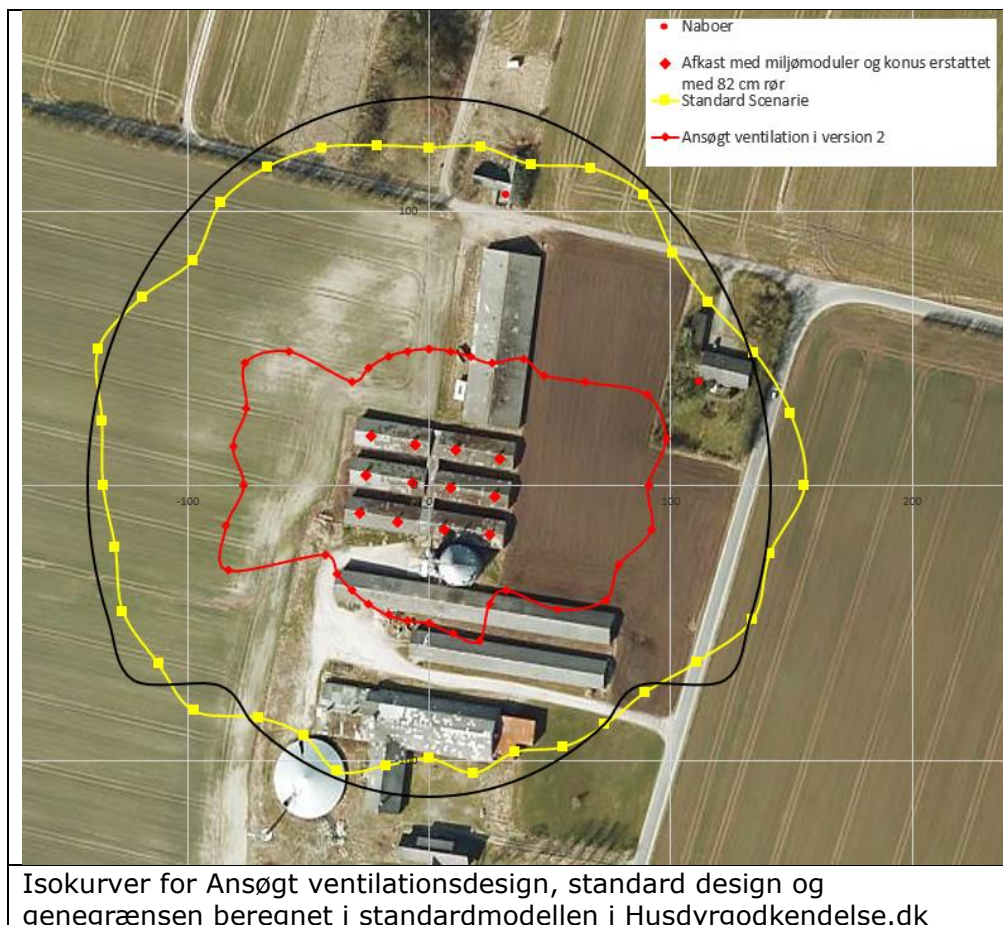 Naboer
Afkast med miljømoduler og konus erstattet
med 82 cm rør
Standard Scenarie
Ansøgt ventilation i version 2
100
-100
0
100
200
Isokurver for Ansøgt ventilationsdesign, standard design og
genegrænsen beregnet i standardmodellen i Husdyrgodkendelse.dk